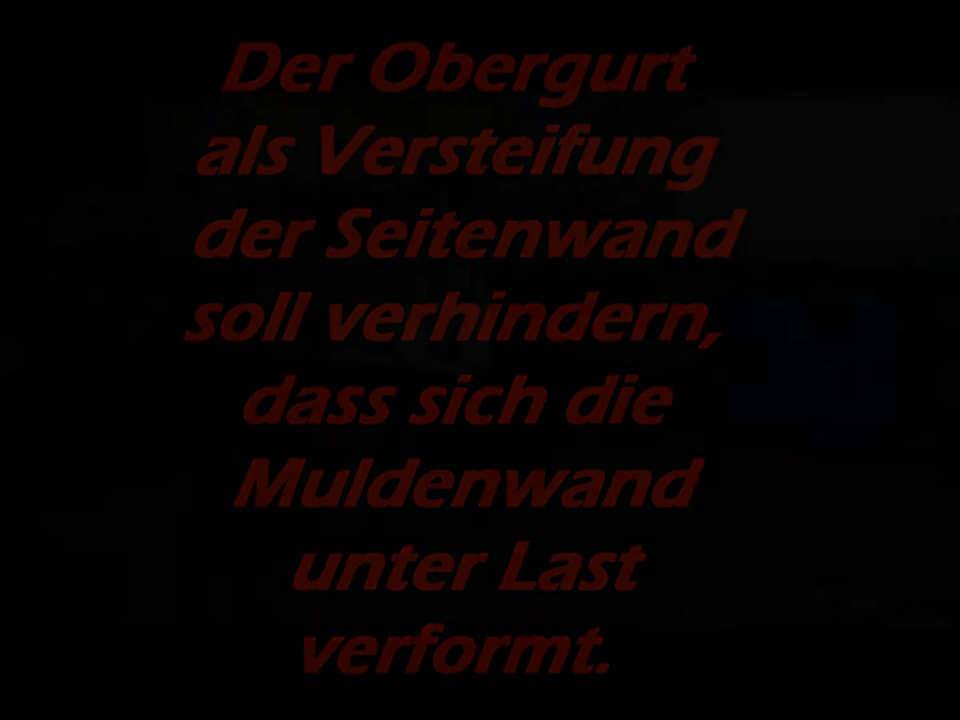 Der Obergurt
als Versteifung
der Seitenwand
soll verhindern,
dass sich die
Muldenwand
unter Last
verformt.